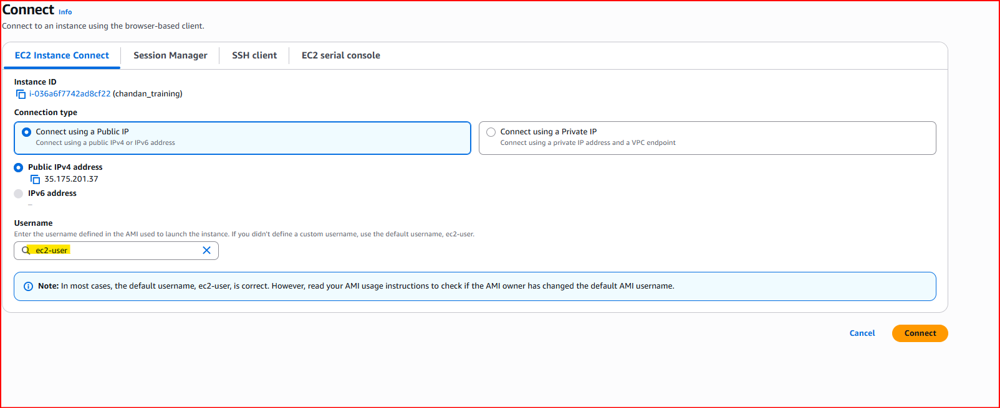 Connect Info
Connect to an instance using the browser-based client.
EC2 Instance Connect Session Manager SSH client EC2 serial console
Instance ID
i-036a6f7742ad8cf22 (chandan_training)
Connection type
Connect using a Public IP
Connect using a public IPv4 or IPv6 address
Connect using a Private IP
Connect using a private IP address and a VPC endpoint
Public IPv4 address
35.175.201.37
IPv6 address
–
Username
Enter the username defined in the AMI used to launch the instance. If you didn't define a custom username, use the default username, ec2-user.
ec2-user
Note: In most cases, the default username, ec2-user, is correct. However, read your AMI usage instructions to check if the AMI owner has changed the default AMI username.
Cancel Connect